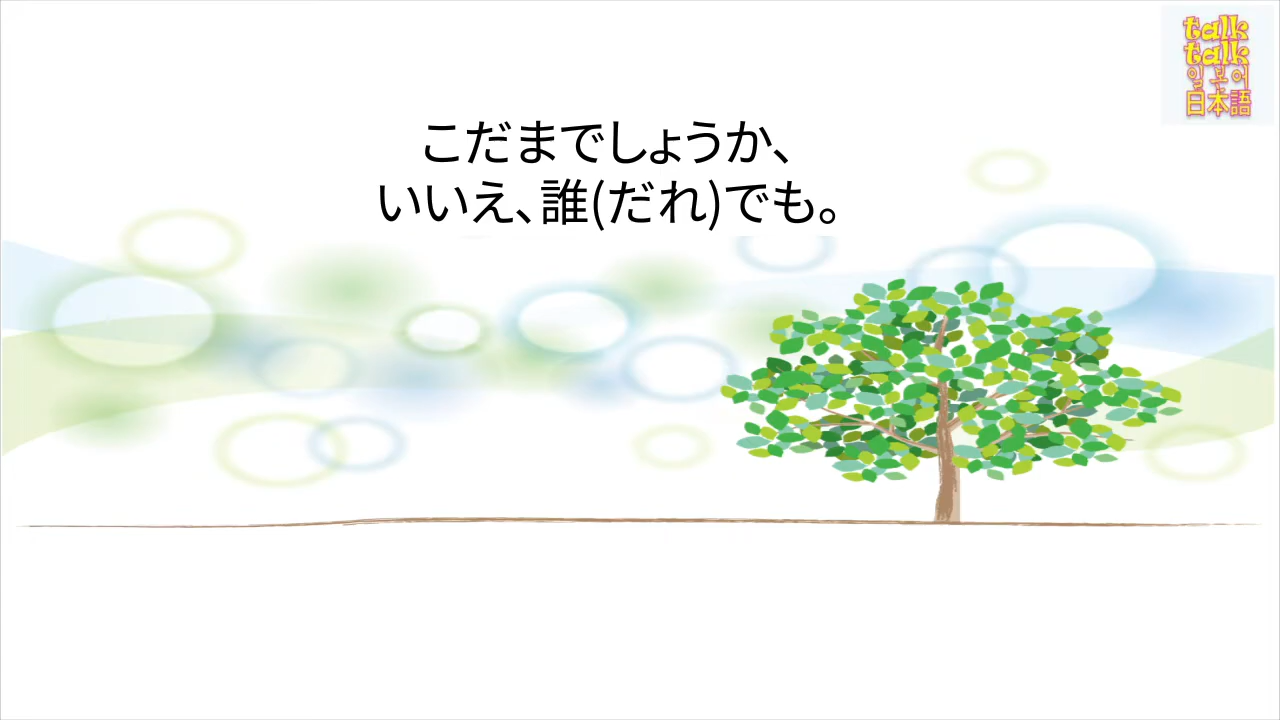 こだまでしょうか、
いいえ、誰(だれ)でも。
talk
talk
일본어
日本語